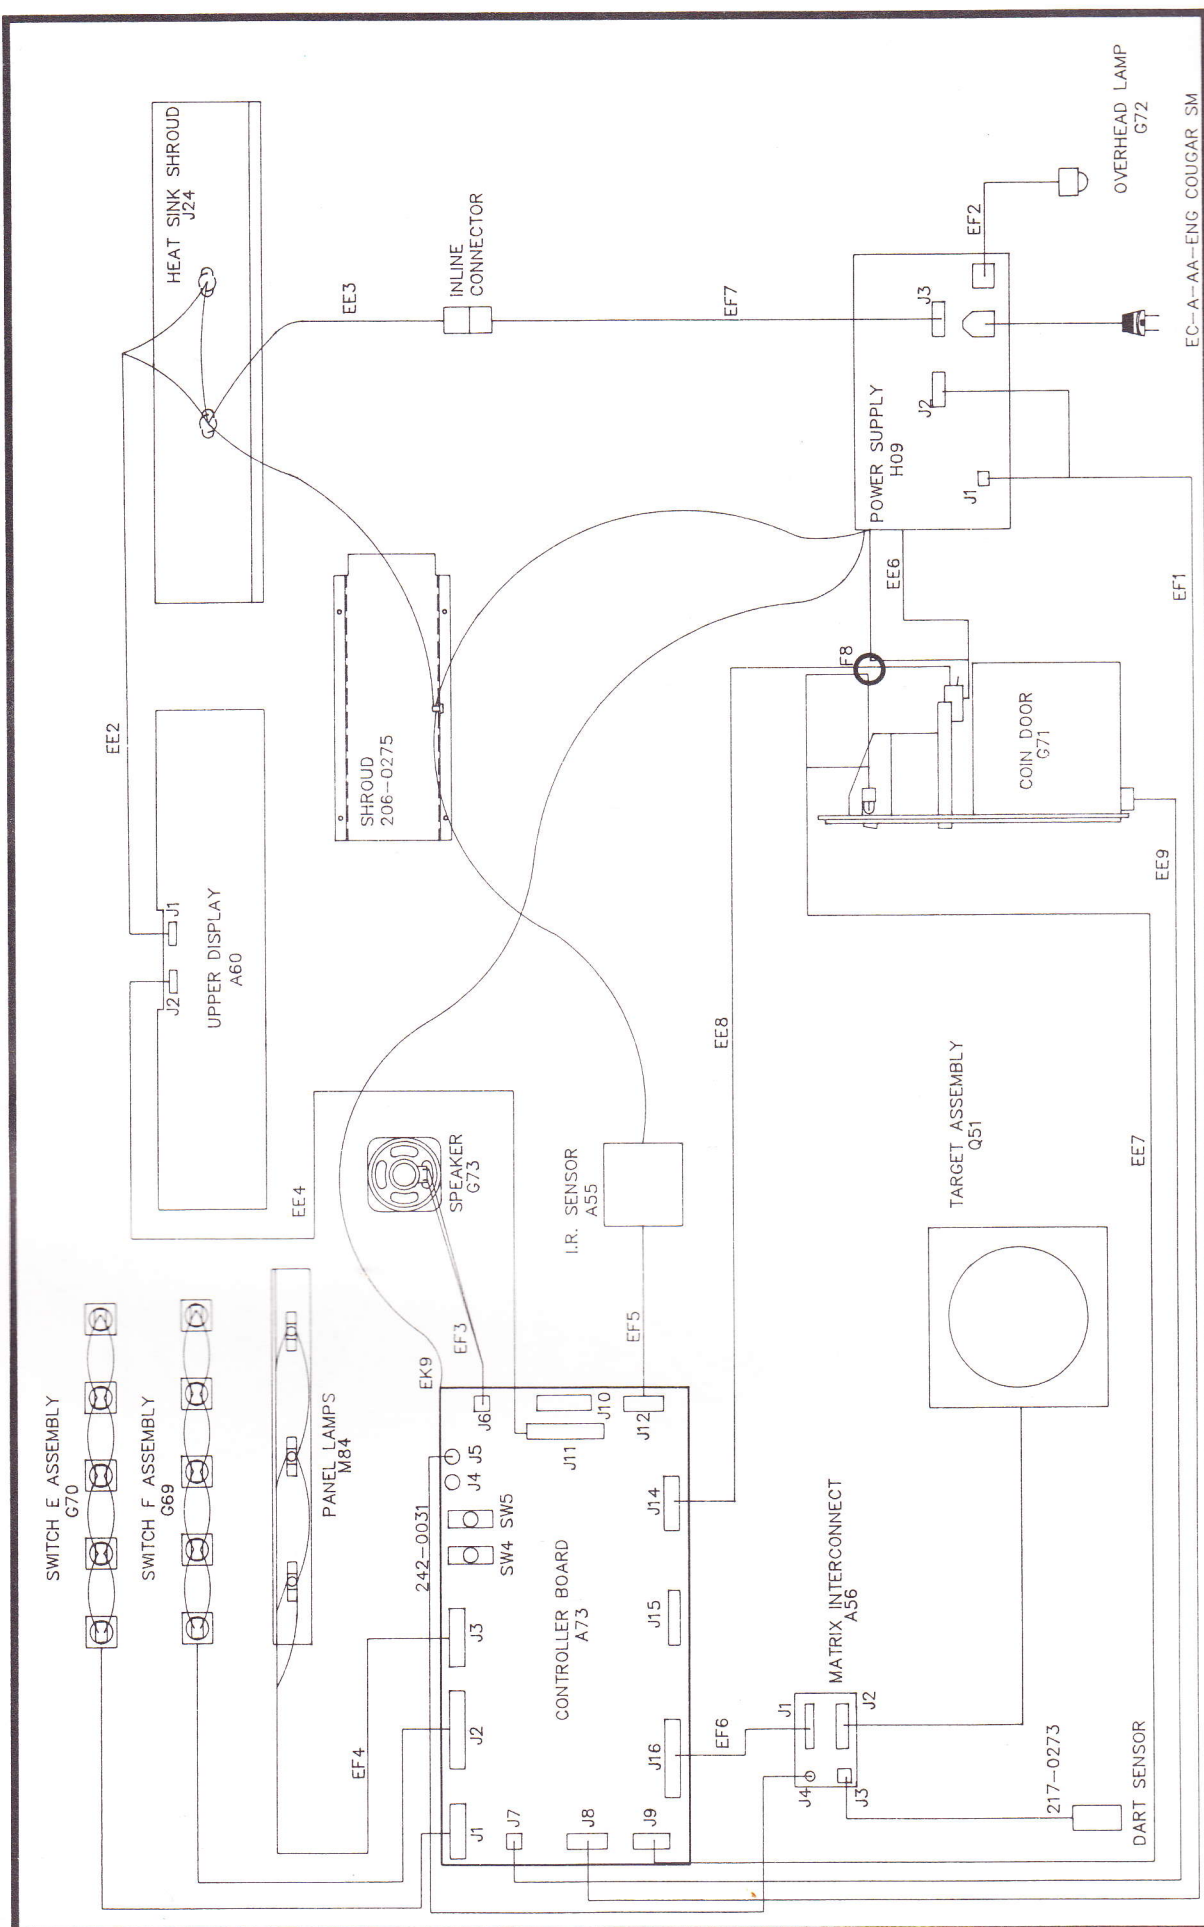 SWITCH E ASSEMBLY
G70
SWITCH F ASSEMBLY
G69
PANEL LAMPS
M84
EE4
EE2
J2
J1
UPPER DISPLAY
A60
HEAT SINK SHROUD
J24
EE3
INLINE
CONNECTOR
EF7
SHROUD
206-0275
SPEAKER
G73
EF3
EK9
I.R. SENSOR
A55
EF5
EF4
242-0031
J1
J2
J3
SW4
SW5
J4
J5
J6
J7
J8
J9
J10
J11
J12
J14
J15
J16
CONTROLLER BOARD
A73
EE8
POWER SUPPLY
H09
J1
J2
J3
EF2
OVERHEAD LAMP
G72
EE6
F8
COIN DOOR
G71
EF1
EE9
EE7
TARGET ASSEMBLY
Q51
MATRIX INTERCONNECT
A56
EF6
J1
J2
J3
J4
217-0273
DART SENSOR
EC-A-AA-ENG COUGAR SM